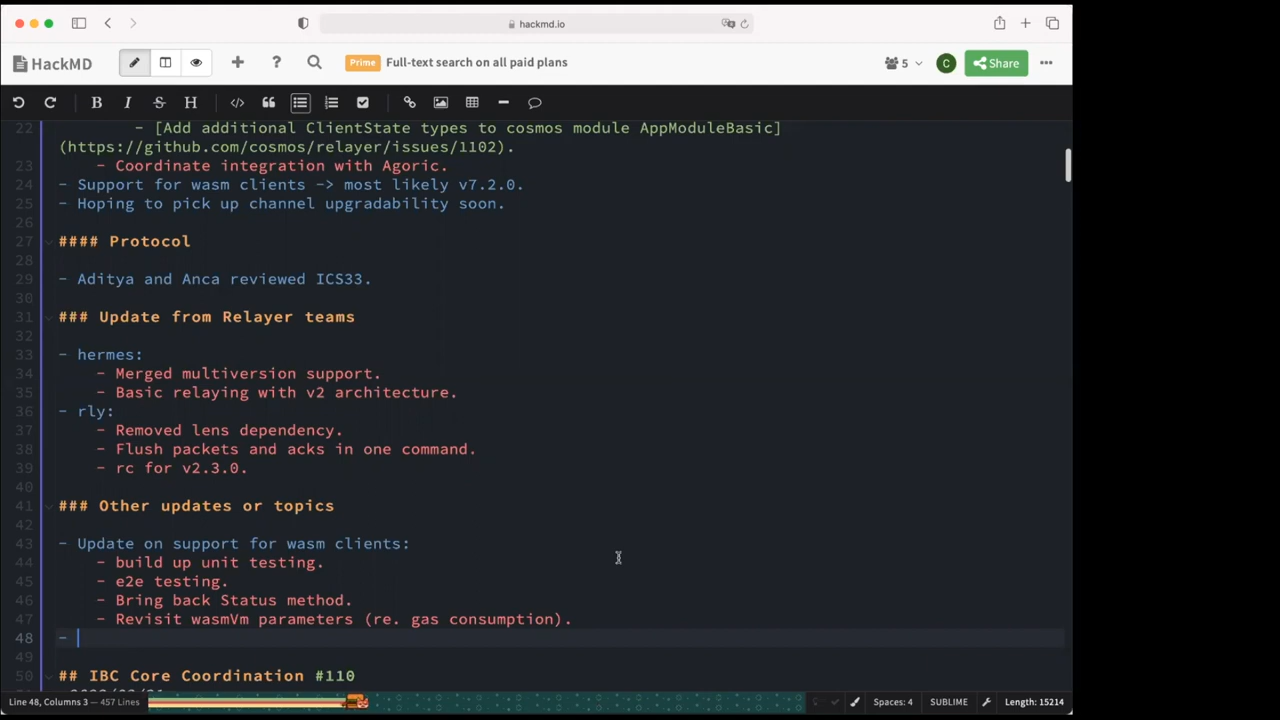 hackmd.io
HackMD
Prime Full-text search on all paid plans
5
C
Share
22 - [Add additional ClientState types to cosmos module AppModuleBasic]
(https://github.com/cosmos/relayer/issues/1102).
23 - Coordinate integration with Agoric.
24 - Support for wasm clients -> most likely v7.2.0.
25 - Hoping to pick up channel upgradability soon.
26
27 #### Protocol
28
29 - Aditya and Anca reviewed ICS33.
30
31 ### Update from Relayer teams
32
33 - hermes:
34 - Merged multiversion support.
35 - Basic relaying with v2 architecture.
36 - rly:
37 - Removed lens dependency.
38 - Flush packets and acks in one command.
39 - rc for v2.3.0.
40
41 ### Other updates or topics
42
43 - Update on support for wasm clients:
44 - build up unit testing.
45 - e2e testing.
46 - Bring back Status method.
47 - Revisit wasmVm parameters (re. gas consumption).
48 -
49
50 ## IBC Core Coordination #110
Line 48, Columns 3 — 457 Lines
Spaces: 4
SUBLIME
Length: 15214